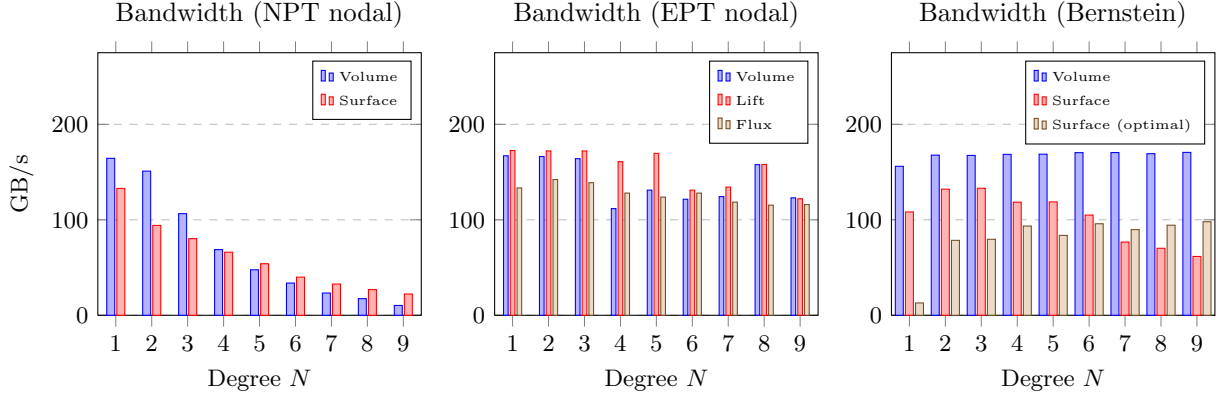 Bandwidth (NPT nodal)
GB/s
200
100
0
Volume
Surface
1 2 3 4 5 6 7 8 9
Degree N
Bandwidth (EPT nodal)
200
100
0
Volume
Lift
Flux
1 2 3 4 5 6 7 8 9
Degree N
Bandwidth (Bernstein)
200
100
0
Volume
Surface
Surface (optimal)
1 2 3 4 5 6 7 8 9
Degree N